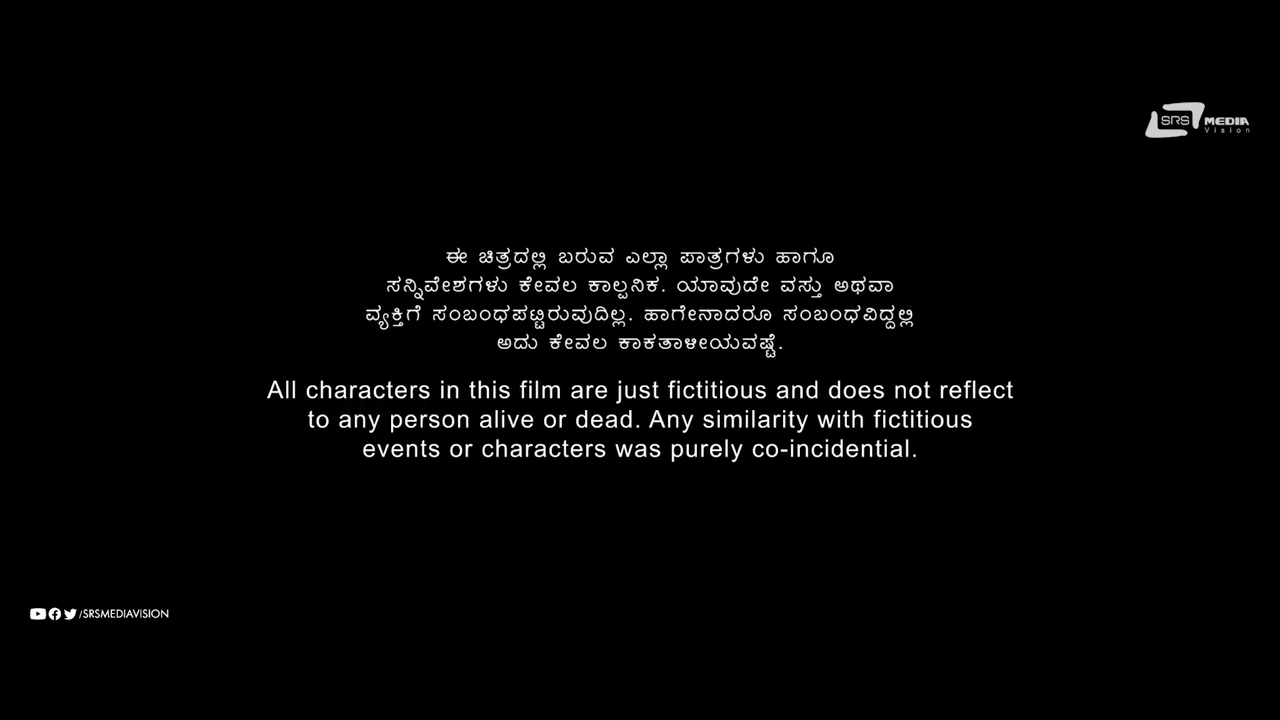 SRS MEDIA
Vision
ಈ ಚಿತ್ರದಲ್ಲಿ ಬರುವ ಎಲ್ಲಾ ಪಾತ್ರಗಳು ಹಾಗೂ
ಸನ್ನಿವೇಶಗಳು ಕೇವಲ ಕಾಲ್ಪನಿಕ. ಯಾವುದೇ ವಸ್ತು ಅಥವಾ
ವ್ಯಕ್ತಿಗೆ ಸಂಬಂಧಪಟ್ಟಿರುವುದಿಲ್ಲ. ಹಾಗೇನಾದರೂ ಸಂಬಂಧವಿದ್ದಲ್ಲಿ
ಅದು ಕೇವಲ ಕಾಕತಾಳೀಯವಷ್ಟೆ.
All characters in this film are just fictitious and does not reflect
to any person alive or dead. Any similarity with fictitious
events or characters was purely co-incidential.
/SRSMEDIAVISION